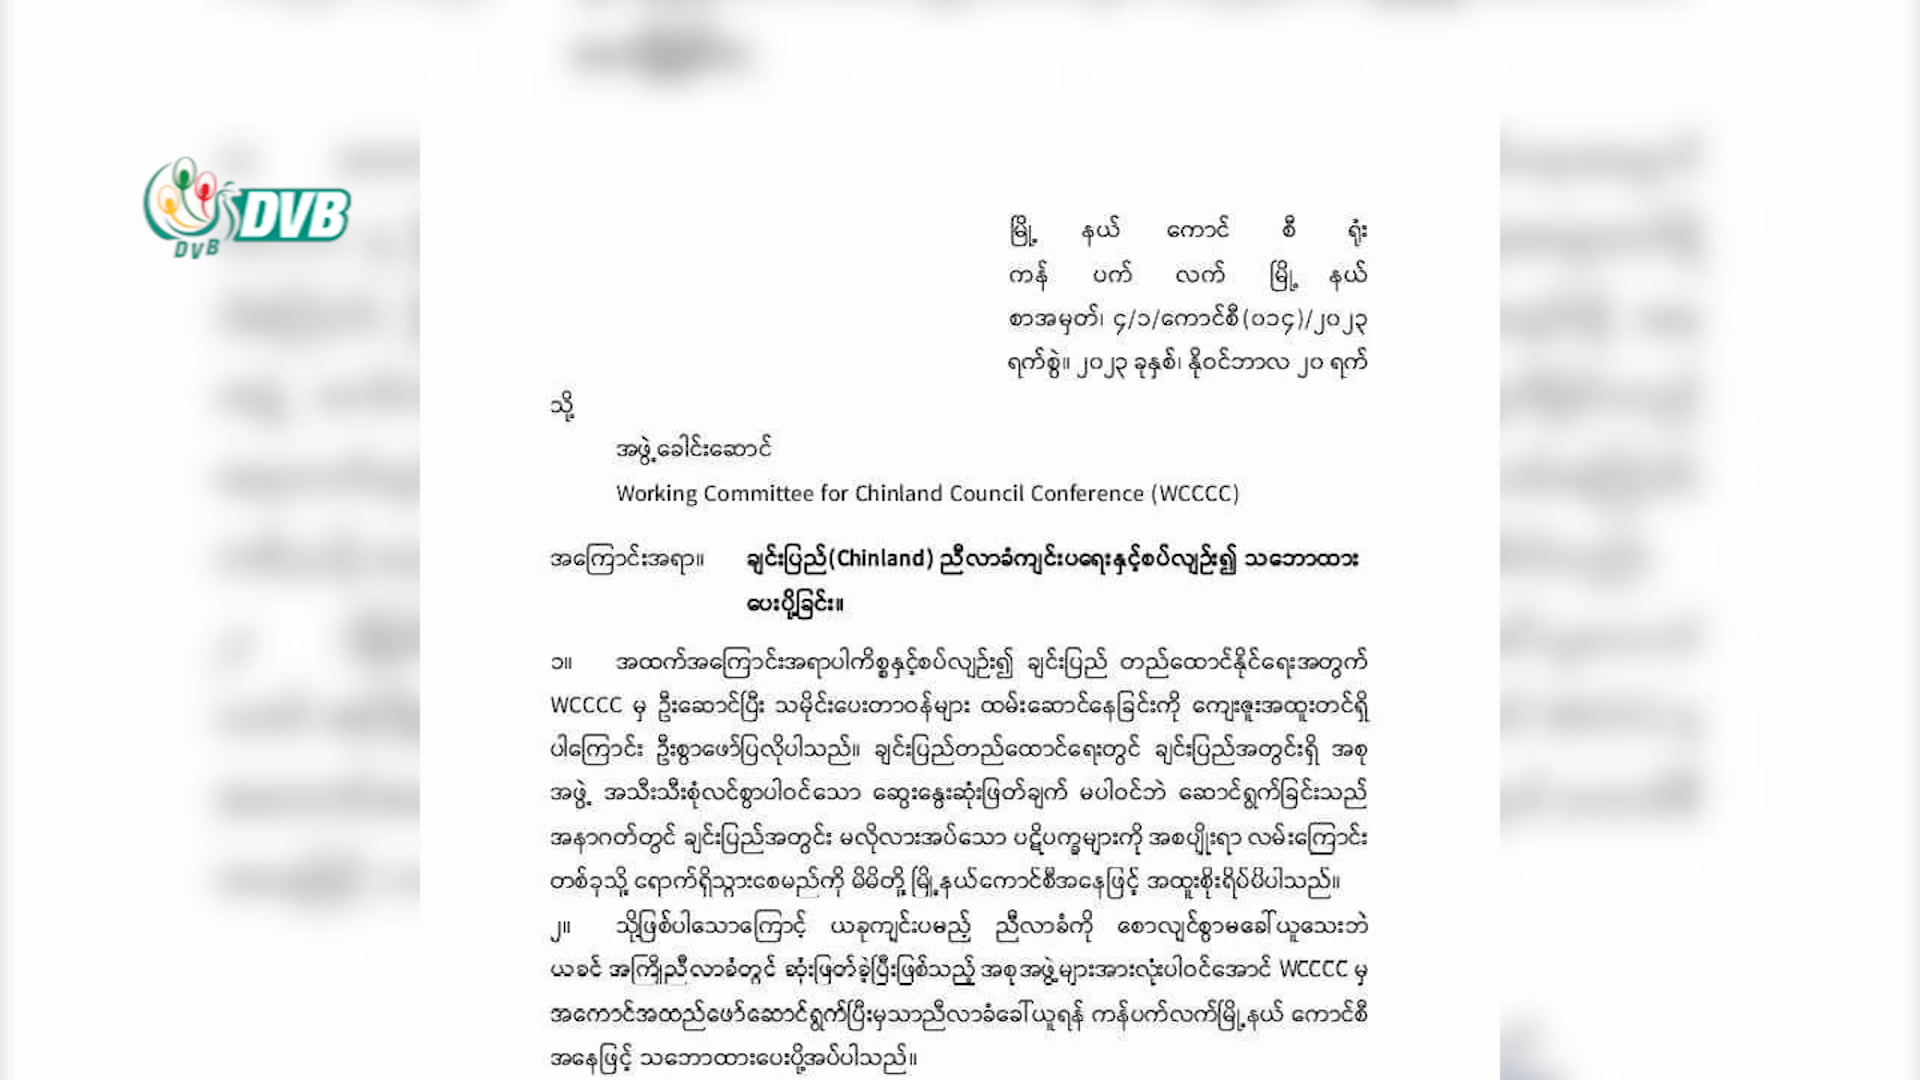 DVB
DVB
မြို့ နယ် ကောင် စီ ရုံး
ကန် ပက် လက် မြို့ နယ်
စာအမှတ်၊ ၄/၁/ကောင်စီ(၀၁၄)/၂၀၂၃
ရက်စွဲ။ ၂၀၂၃ ခုနှစ်၊ နိုဝင်ဘာလ ၂၀ ရက်
သို့
အဖွဲ့ခေါင်းဆောင်
Working Committee for Chinland Council Conference (WCCCC)
အကြောင်းအရာ။ ချင်းပြည်(Chinland) ညီလာခံကျင်းပရေးနှင့်စပ်လျဉ်း၍ သဘောထား
ပေးပို့ခြင်း။
၁။ အထက်အကြောင်းအရာပါကိစ္စနှင့်စပ်လျဉ်း၍ ချင်းပြည် တည်ထောင်နိုင်ရေးအတွက်
WCCCC မှ ဦးဆောင်ပြီး သမိုင်းပေးတာဝန်များ ထမ်းဆောင်နေခြင်းကို ကျေးဇူးအထူးတင်ရှိ
ပါကြောင်း ဦးစွာဖော်ပြလိုပါသည်။ ချင်းပြည်တည်ထောင်ရေးတွင် ချင်းပြည်အတွင်းရှိ အစု
အဖွဲ့ အသီးသီးစုံလင်စွာပါဝင်သော ဆွေးနွေးဆုံးဖြတ်ချက် မပါဝင်ဘဲ ဆောင်ရွက်ခြင်းသည်
အနာဂတ်တွင် ချင်းပြည်အတွင်း မလိုလားအပ်သော ပဋိပက္ခများကို အစပျိုးရာ လမ်းကြောင်း
တစ်ခုသို့ ရောက်ရှိသွားစေမည်ကို မိမိတို့ မြို့နယ်ကောင်စီအနေဖြင့် အထူးစိုးရိမ်မိပါသည်။
၂။ သို့ဖြစ်ပါသောကြောင့် ယခုကျင်းပမည့် ညီလာခံကို စောလျင်စွာမခေါ်ယူသေးဘဲ
ယခင် အကြိုညီလာခံတွင် ဆုံးဖြတ်ခဲ့ပြီးဖြစ်သည့် အစုအဖွဲ့များအားလုံးပါဝင်အောင် WCCCC မှ
အကောင်အထည်ဖော်ဆောင်ရွက်ပြီးမှသာညီလာခံခေါ်ယူရန် ကန်ပက်လက်မြို့နယ် ကောင်စီ
အနေဖြင့် သဘောထားပေးပို့အပ်ပါသည်။